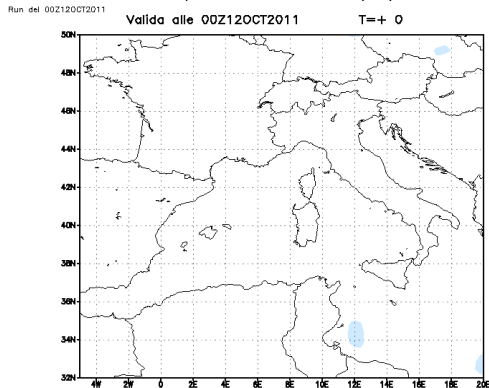 Run del 00Z12OCT2011
Valida alle 00Z12OCT2011 T=+ 0
50N
48N
46N
44N
42N
40N
38N
36N
34N
32N
4W 2W 0 2E 4E 6E 8E 10E 12E 14E 16E 18E 20E